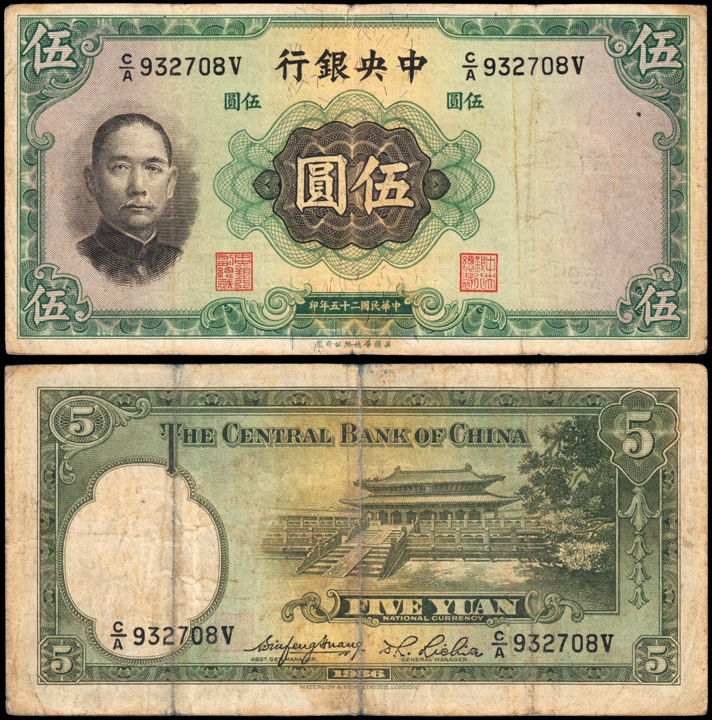 伍 伍
C/A 932708V 行銀央中 C/A 932708V
圓伍 圓伍
圓伍
伍 印年五十二國民華中 伍
5 5
THE CENTRAL BANK OF CHINA
FIVE YUAN
NATIONAL CURRENCY
C/A 932708V C/A 932708V
ASST. GEN. MANAGER. GENERAL MANAGER.
5 1936 5
WATERLOW & SONS LIMITED, LONDON.